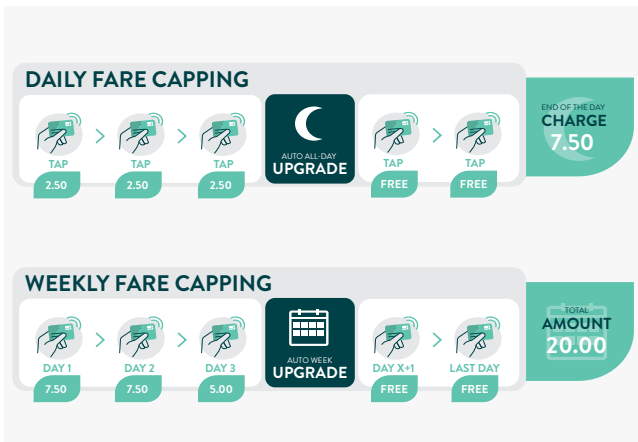 DAILY FARE CAPPING
TAP
2.50
TAP
2.50
TAP
2.50
AUTO ALL-DAY
UPGRADE
TAP
FREE
TAP
FREE
END OF THE DAY
CHARGE
7.50
WEEKLY FARE CAPPING
DAY 1
7.50
DAY 2
7.50
DAY 3
5.00
AUTO WEEK
UPGRADE
DAY X+1
FREE
LAST DAY
FREE
TOTAL
AMOUNT
20.00